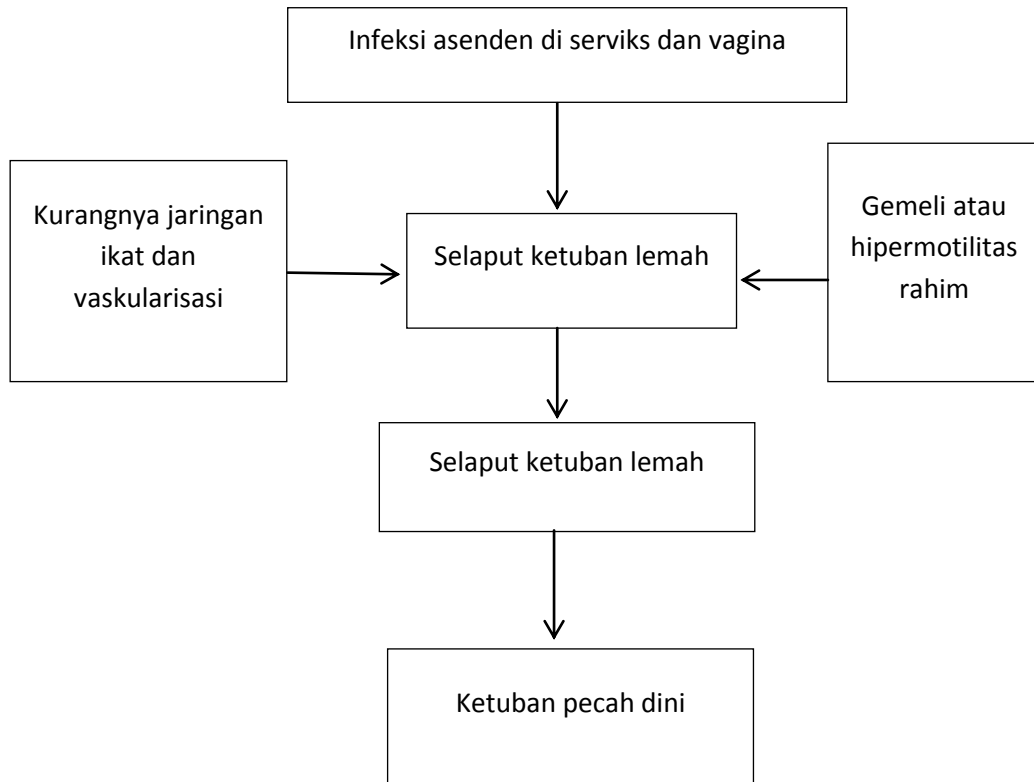 Infeksi asenden di serviks dan vagina
Kurangnya jaringan
ikat dan
vaskularisasi
Selaput ketuban lemah
Gemeli atau
hipermotilitas
rahim
Selaput ketuban lemah
Ketuban pecah dini